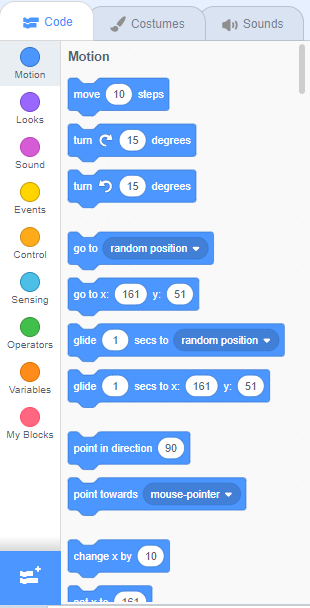 Code Costumes Sounds
Motion
Looks
Sound
Events
Control
Sensing
Operators
Variables
My Blocks
Motion
move 10 steps
turn 15 degrees
turn 15 degrees
go to random position
go to x: 161 y: 51
glide 1 secs to random position
glide 1 secs to x: 161 y: 51
point in direction 90
point towards mouse-pointer
change x by 10
set x to 161